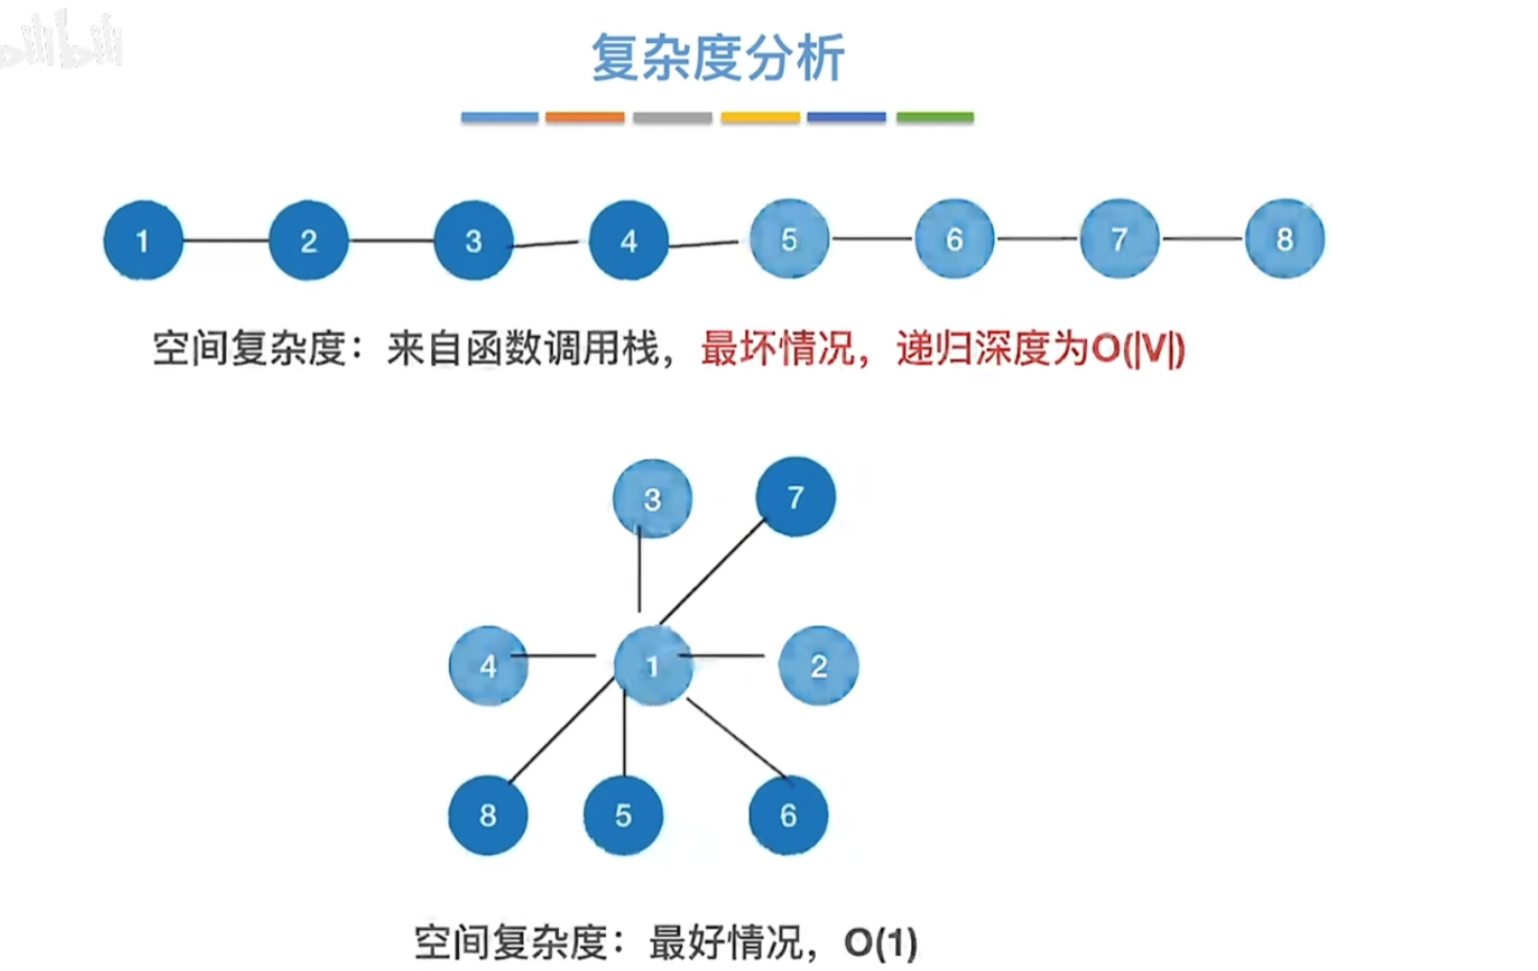 bilibili
复杂度分析
1 2 3 4 5 6 7 8
空间复杂度：来自函数调用栈，最坏情况，递归深度为O(|V|)
3 7
4 1 2
8 5 6
空间复杂度：最好情况，O(1)